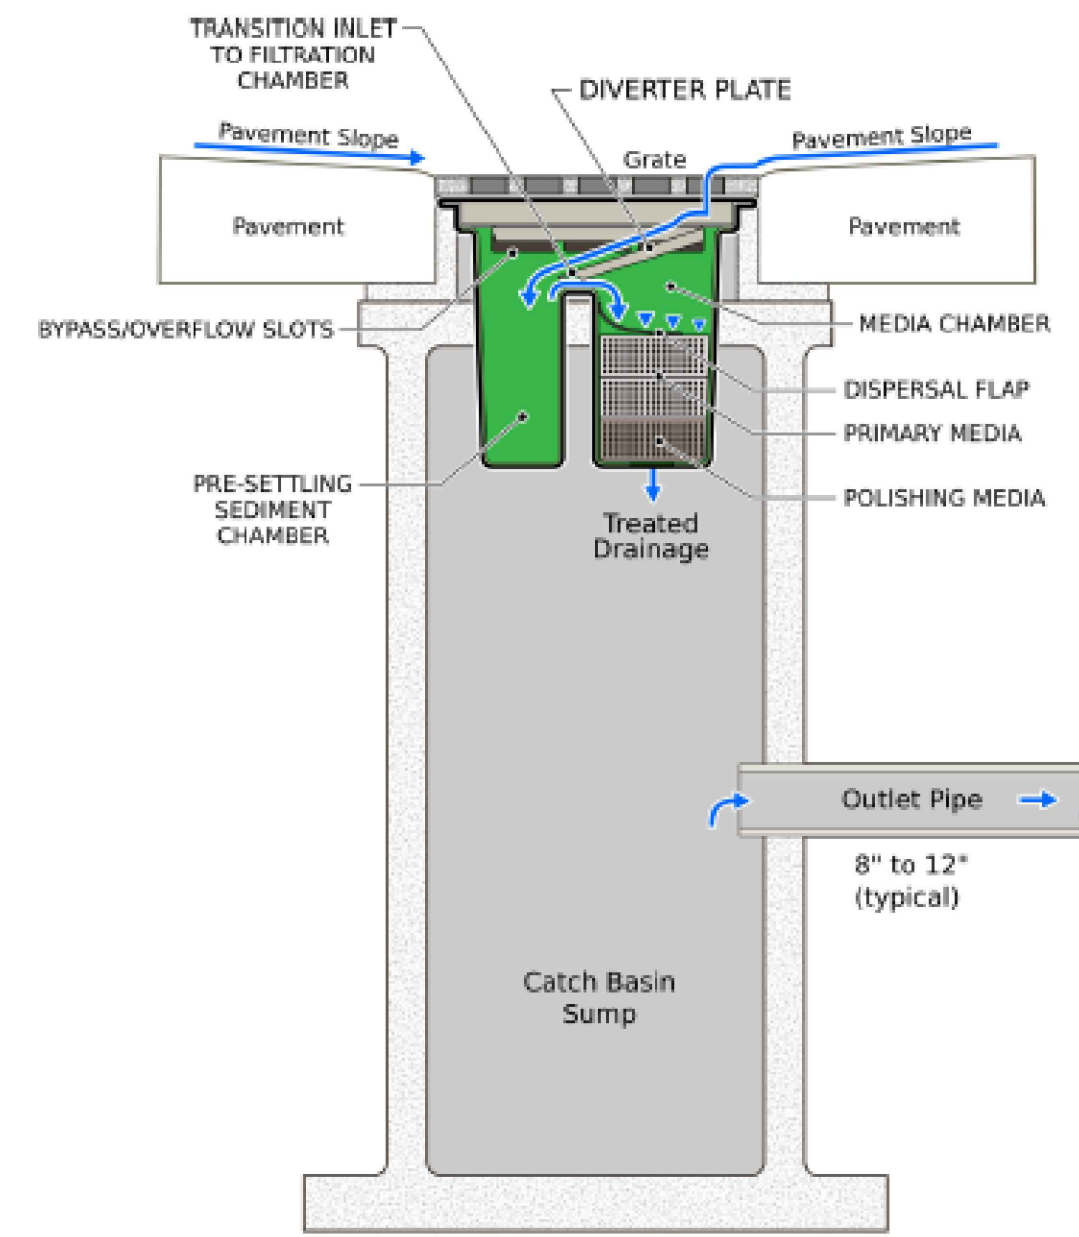 TRANSITION INLET
TO FILTRATION
CHAMBER
DIVERTER PLATE
Pavement Slope
Pavement Slope
Grate
Pavement
Pavement
BYPASS/OVERFLOW SLOTS
MEDIA CHAMBER
DISPERSAL FLAP
PRIMARY MEDIA
PRE-SETTLING
SEDIMENT
CHAMBER
POLISHING MEDIA
Treated
Drainage
Outlet Pipe
8" to 12"
(typical)
Catch Basin
Sump